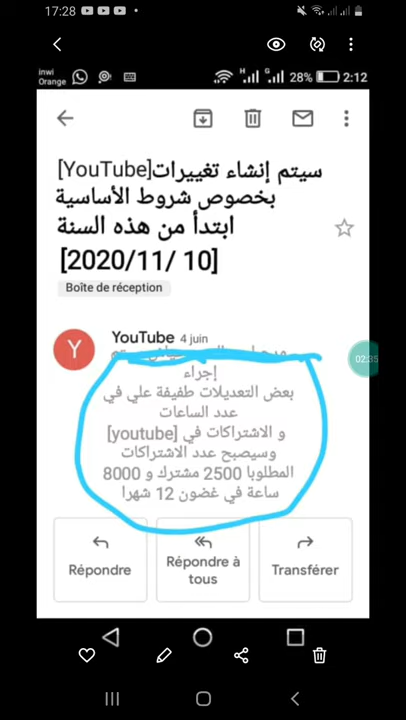 17:28
inwi
Orange
H
G
28%
2:12
[YouTube]سيتم إنشاء تغييرات
بخصوص شروط الأساسية
ابتدأ من هذه السنة
[2020/11/ 10]
Boîte de réception
Y
YouTube 4 juin
إجراء
بعض التعديلات طفيفة علي في
عدد الساعات
و الاشتراكات في [youtube]
وسيصبح عدد الاشتراكات
المطلوبا 2500 مشترك و 8000
ساعة في غضون 12 شهرا
02:35
Répondre
Répondre à
tous
Transférer